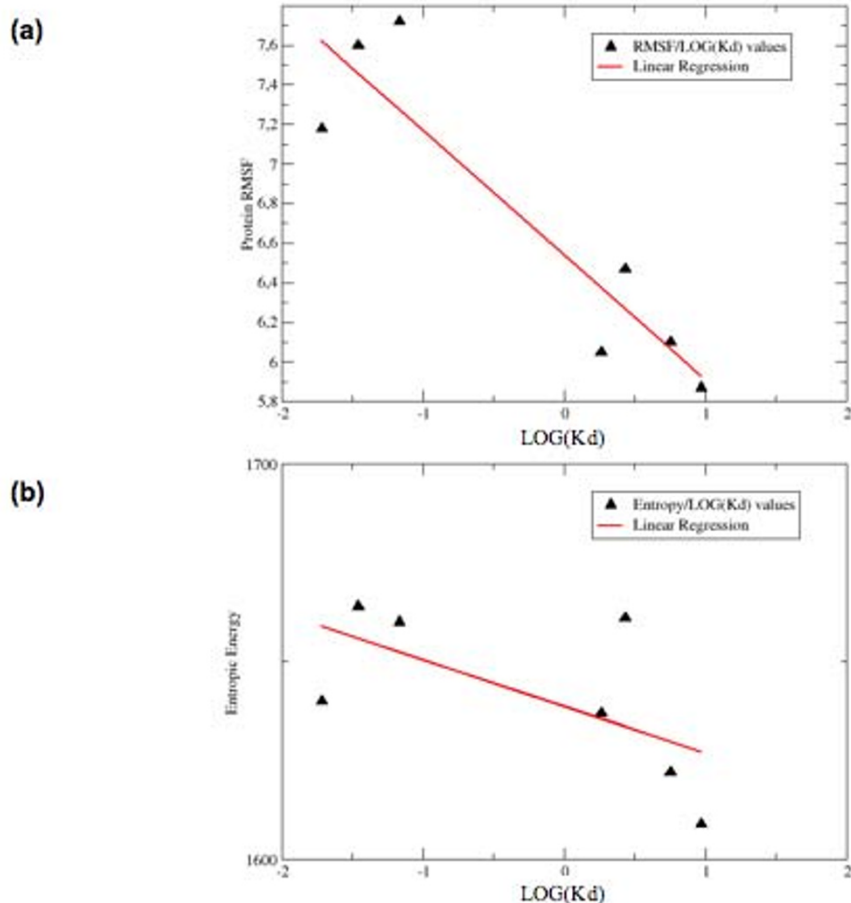 (a)
7,6
7,4
7,2
7
6,8
6,6
6,4
6,2
6
5,8
Protein RMSF
RMSF/LOG(Kd) values
Linear Regression
-2
-1
0
1
2
LOG(Kd)
(b)
1700
1600
Entropic Energy
Entropy/LOG(Kd) values
Linear Regression
-2
-1
0
1
2
LOG(Kd)